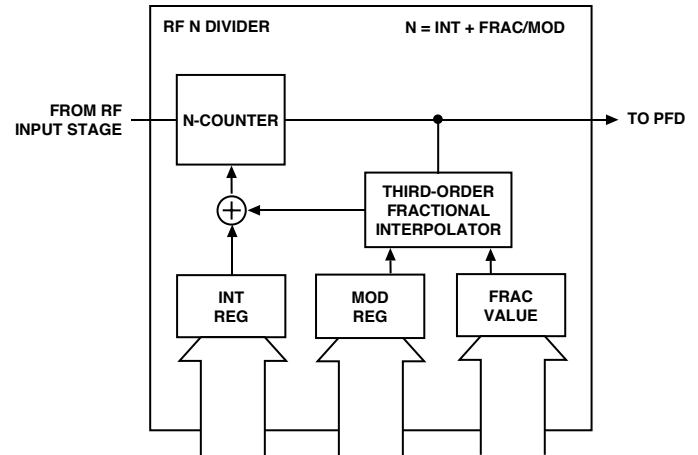 RF N DIVIDER
N = INT + FRAC/MOD
FROM RF
INPUT STAGE
N-COUNTER
TO PFD
THIRD-ORDER
FRACTIONAL
INTERPOLATOR
INT
REG
MOD
REG
FRAC
VALUE